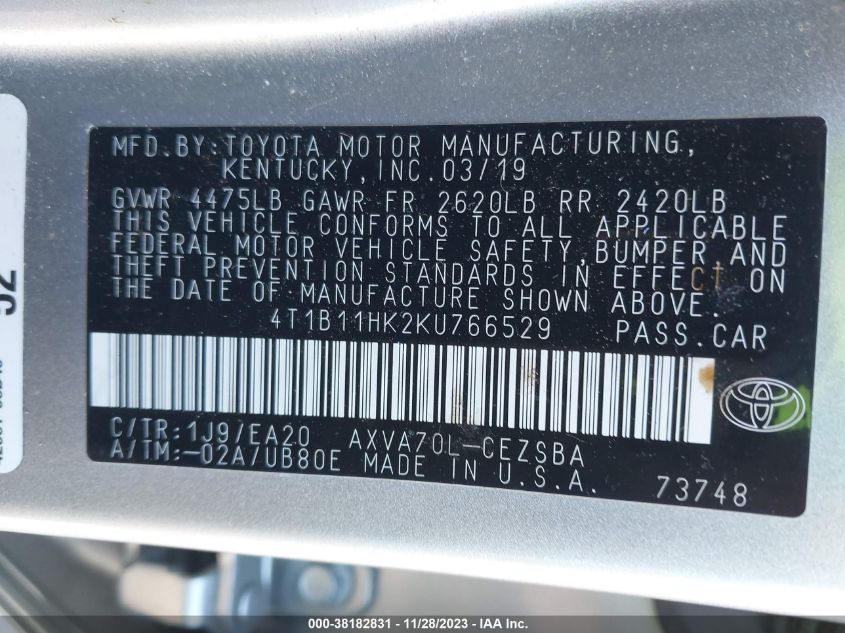 MFD.BY:TOYOTA MOTOR MANUFACTURING,
KENTUCKY, INC. 03/19
GVWR 4475LB GAWR FR 2620LB RR 2420LB
THIS VEHICLE CONFORMS TO ALL APPLICABLE
FEDERAL MOTOR VEHICLE SAFETY, BUMPER, AND
THEFT PREVENTION STANDARDS IN EFFECT ON
THE DATE OF MANUFACTURE SHOWN ABOVE.
4T1B11HK2KU766529 PASS.CAR
C/TR:1J9/EA20 AXVA70L-CEZSBA
A/TM:-02A/UB80E MADE IN U.S.A.
73748
52
000-38182831 - 11/28/2023 - IAA Inc.